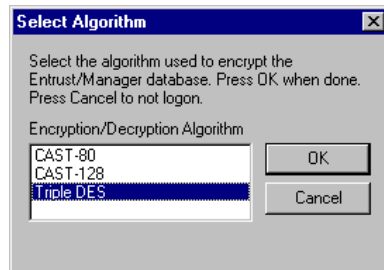 Select Algorithm
Select the algorithm used to encrypt the
Entrust/Manager database. Press OK when done.
Press Cancel to not logon.
Encryption/Decryption Algorithm
CAST-80
OK
CAST-128
Triple DES
Cancel